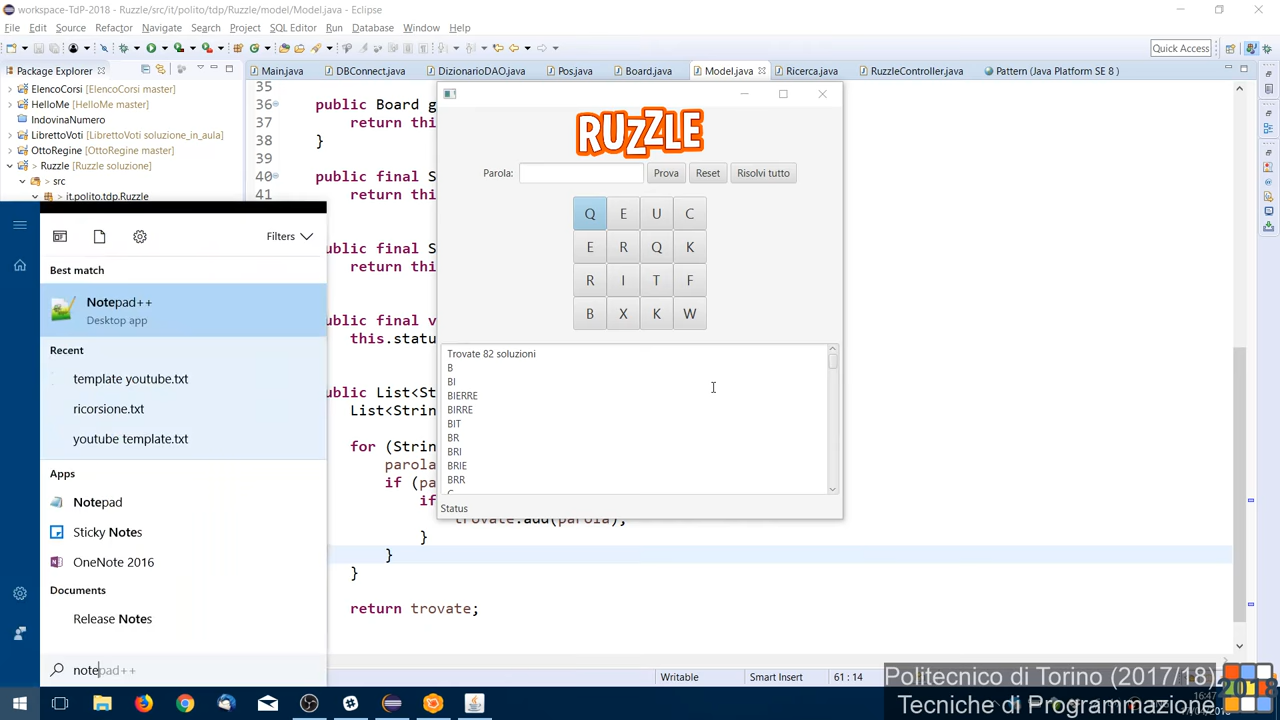 workspace-TdP-2018 - Ruzzle/src/it/polito/tdp/Ruzzle/model/Model.java - Eclipse
File Edit Source Refactor Navigate Search Project SQL Editor Run Database Window Help
Quick Access
Package Explorer
Main.java DBConnect.java DizionarioDAO.java Pos.java Board.java Model.java Ricerca.java RuzzleController.java Pattern (Java Platform SE 8 )
ElencoCorsi [ElencoCorsi master]
HelloMe [HelloMe master]
IndovinaNumero
LibrettoVoti [LibrettoVoti soluzione_in_aula]
OttoRegine [OttoRegine master]
> Ruzzle [Ruzzle soluzione]
> src
> it.polito.tdp.Ruzzle
35
36 public Board g
37 return thi
38 }
39
40 public final S
41 return thi
public final S
return thi
public final v
this.statu
public List<St
List<Strin
for (Strin
parola
if (pa
if
trovate.add(parola);
}
}
}
return trovate;
RUZZLE
Parola: Prova Reset Risolvi tutto
Q E U C
E R Q K
R I T F
B X K W
Trovate 82 soluzioni
B
BI
BIERRE
BIRRE
BIT
BR
BRI
BRIE
BRR
Status
Filters
Best match
Notepad++
Desktop app
Recent
template youtube.txt
ricorsione.txt
youtube template.txt
Apps
Notepad
Sticky Notes
OneNote 2016
Documents
Release Notes
notepad++
Writable Smart Insert 61 : 14
Politecnico di Torino (2017/18)
Tecniche di Programmazione
2018
16:47